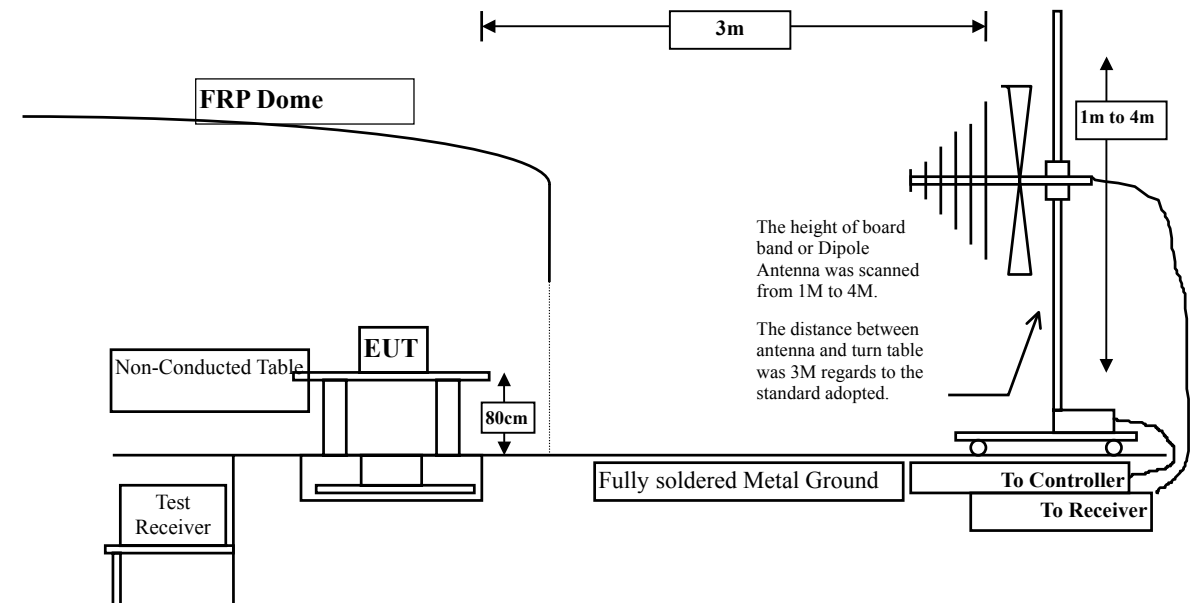 3m
FRP Dome
1m to 4m
The height of board
band or Dipole
Antenna was scanned
from 1M to 4M.
The distance between
antenna and turn table
was 3M regards to the
standard adopted.
EUT
Non-Conducted Table
80cm
Fully soldered Metal Ground
To Controller
To Receiver
Test
Receiver